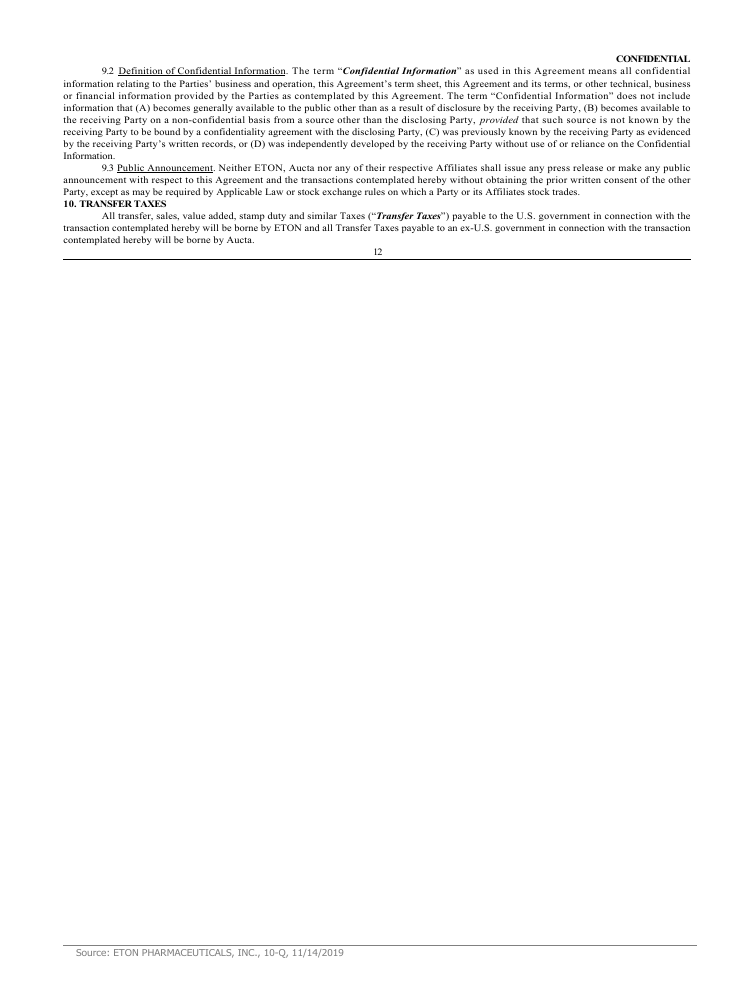 CONFIDENTIAL
9.2 Definition of Confidential Information. The term “Confidential Information” as used in this Agreement means all confidential
information relating to the Parties’ business and operation, this Agreement’s term sheet, this Agreement and its terms, or other technical, business
or financial information provided by the Parties as contemplated by this Agreement. The term “Confidential Information” does not include
information that (A) becomes generally available to the public other than as a result of disclosure by the receiving Party, (B) becomes available to
the receiving Party on a non-confidential basis from a source other than the disclosing Party, provided that such source is not known by the
receiving Party to be bound by a confidentiality agreement with the disclosing Party, (C) was previously known by the receiving Party as evidenced
by the receiving Party’s written records, or (D) was independently developed by the receiving Party without use of or reliance on the Confidential
Information.
9.3 Public Announcement. Neither ETON, Aucta nor any of their respective Affiliates shall issue any press release or make any public
announcement with respect to this Agreement and the transactions contemplated hereby without obtaining the prior written consent of the other
Party, except as may be required by Applicable Law or stock exchange rules on which a Party or its Affiliates stock trades.
10. TRANSFER TAXES
All transfer, sales, value added, stamp duty and similar Taxes (“Transfer Taxes”) payable to the U.S. government in connection with the
transaction contemplated hereby will be borne by ETON and all Transfer Taxes payable to an ex-U.S. government in connection with the transaction
contemplated hereby will be borne by Aucta.
12
Source: ETON PHARMACEUTICALS, INC., 10-Q, 11/14/2019